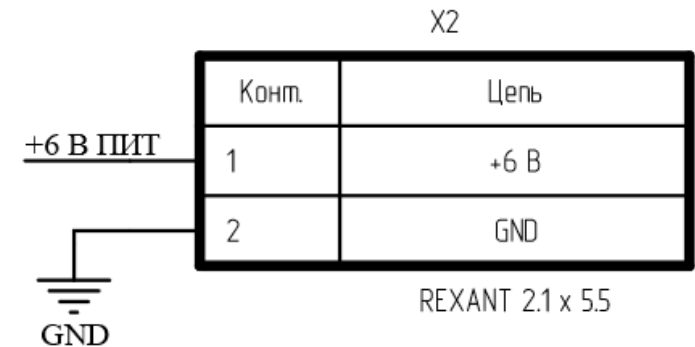 X2
Конт. Цепь
+6 В ПИТ
1 +6 В
2 GND
REXANT 2.1 x 5.5
GND